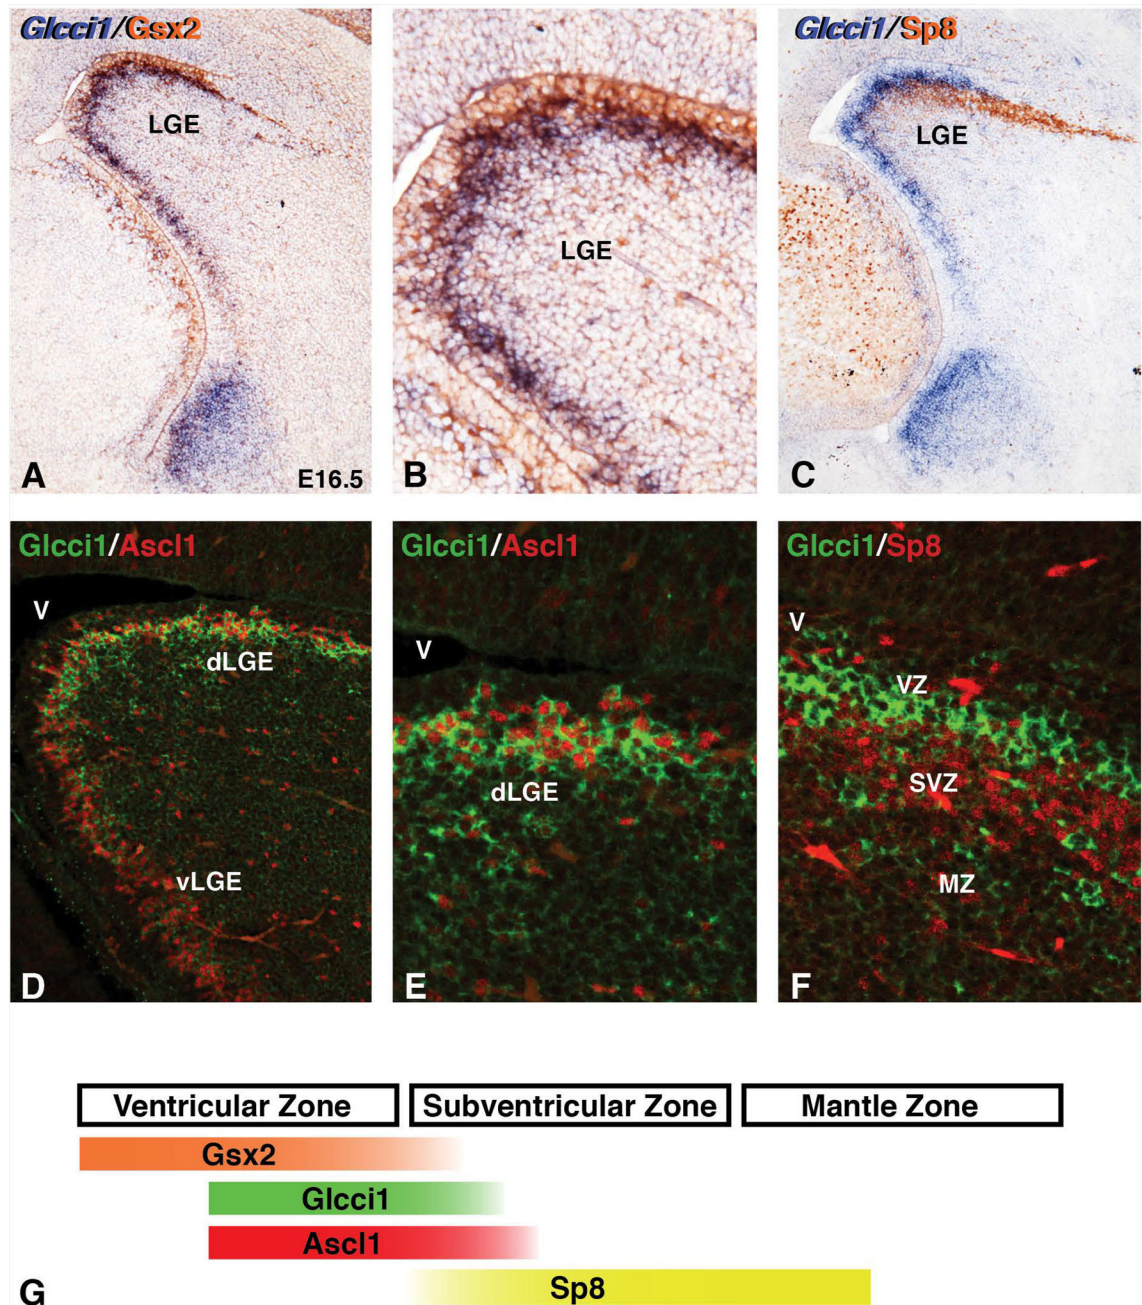 Glcci1/Gsx2
LGE
A
E16.5
LGE
B
Glcci1/Sp8
LGE
C
Glcci1/Ascl1
V
dLGE
vLGE
D
Glcci1/Ascl1
V
dLGE
E
Glcci1/Sp8
V
VZ
SVZ
MZ
F
Ventricular Zone
Subventricular Zone
Mantle Zone
Gsx2
Glcci1
Ascl1
Sp8
G